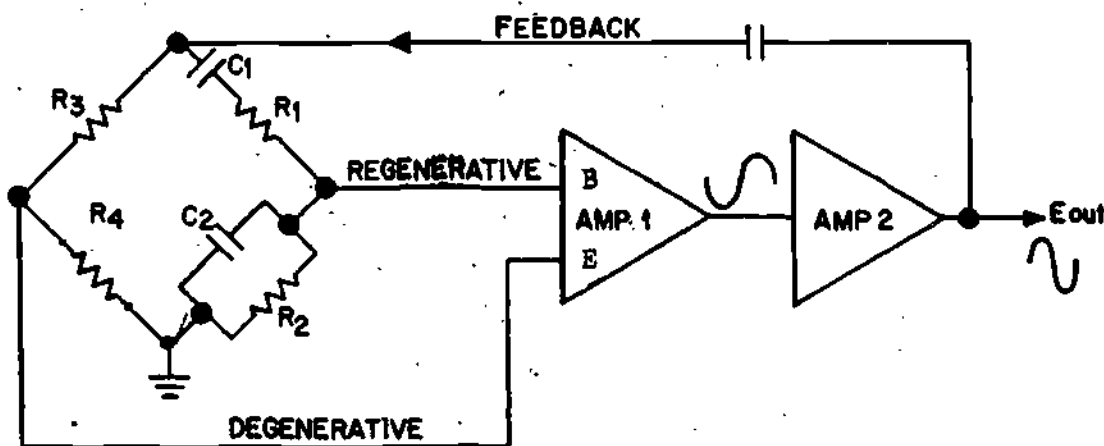 FEEDBACK
C1
R3
R1
REGENERATIVE
B
AMP. 1
E
AMP 2
Eout
R4
C2
R2
DEGENERATIVE